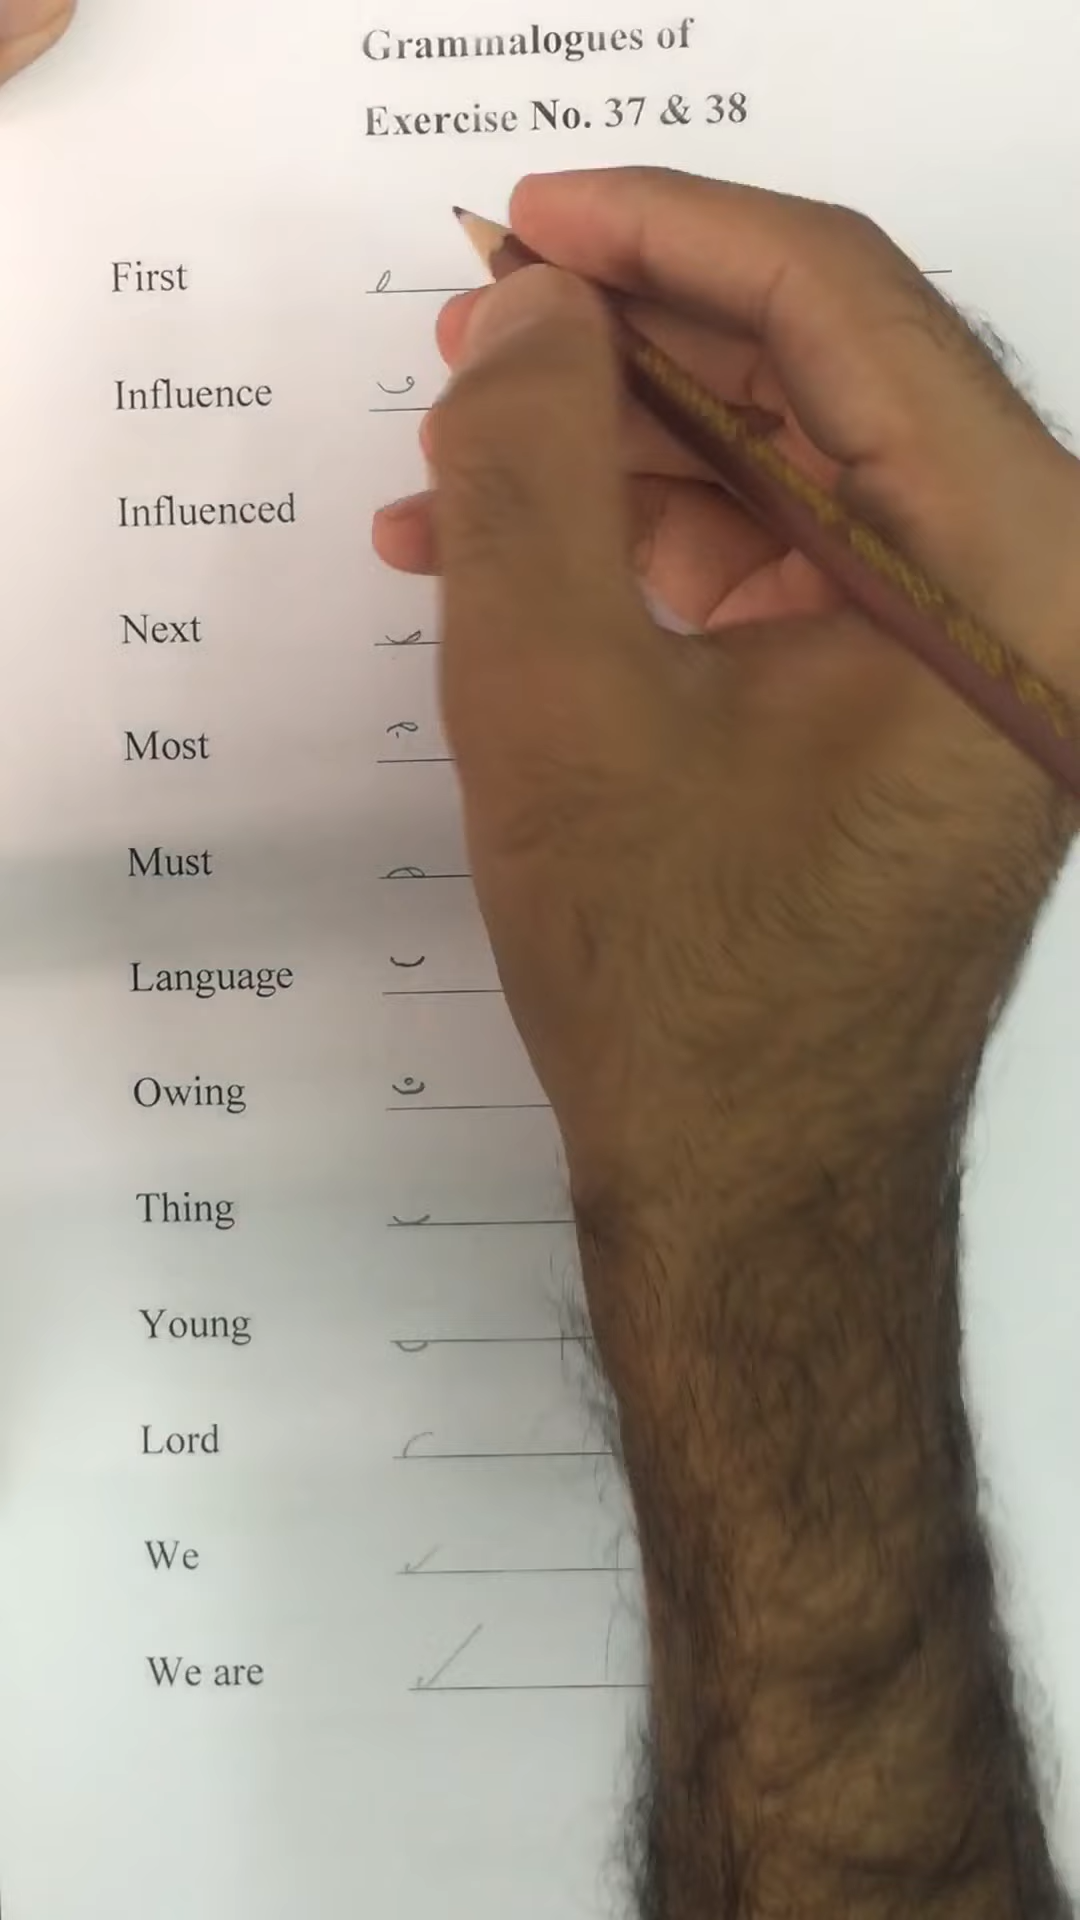 Grammalogues of
Exercise No. 37 & 38
First
Influence
Influenced
Next
Most
Must
Language
Owing
Thing
Young
Lord
We
We are